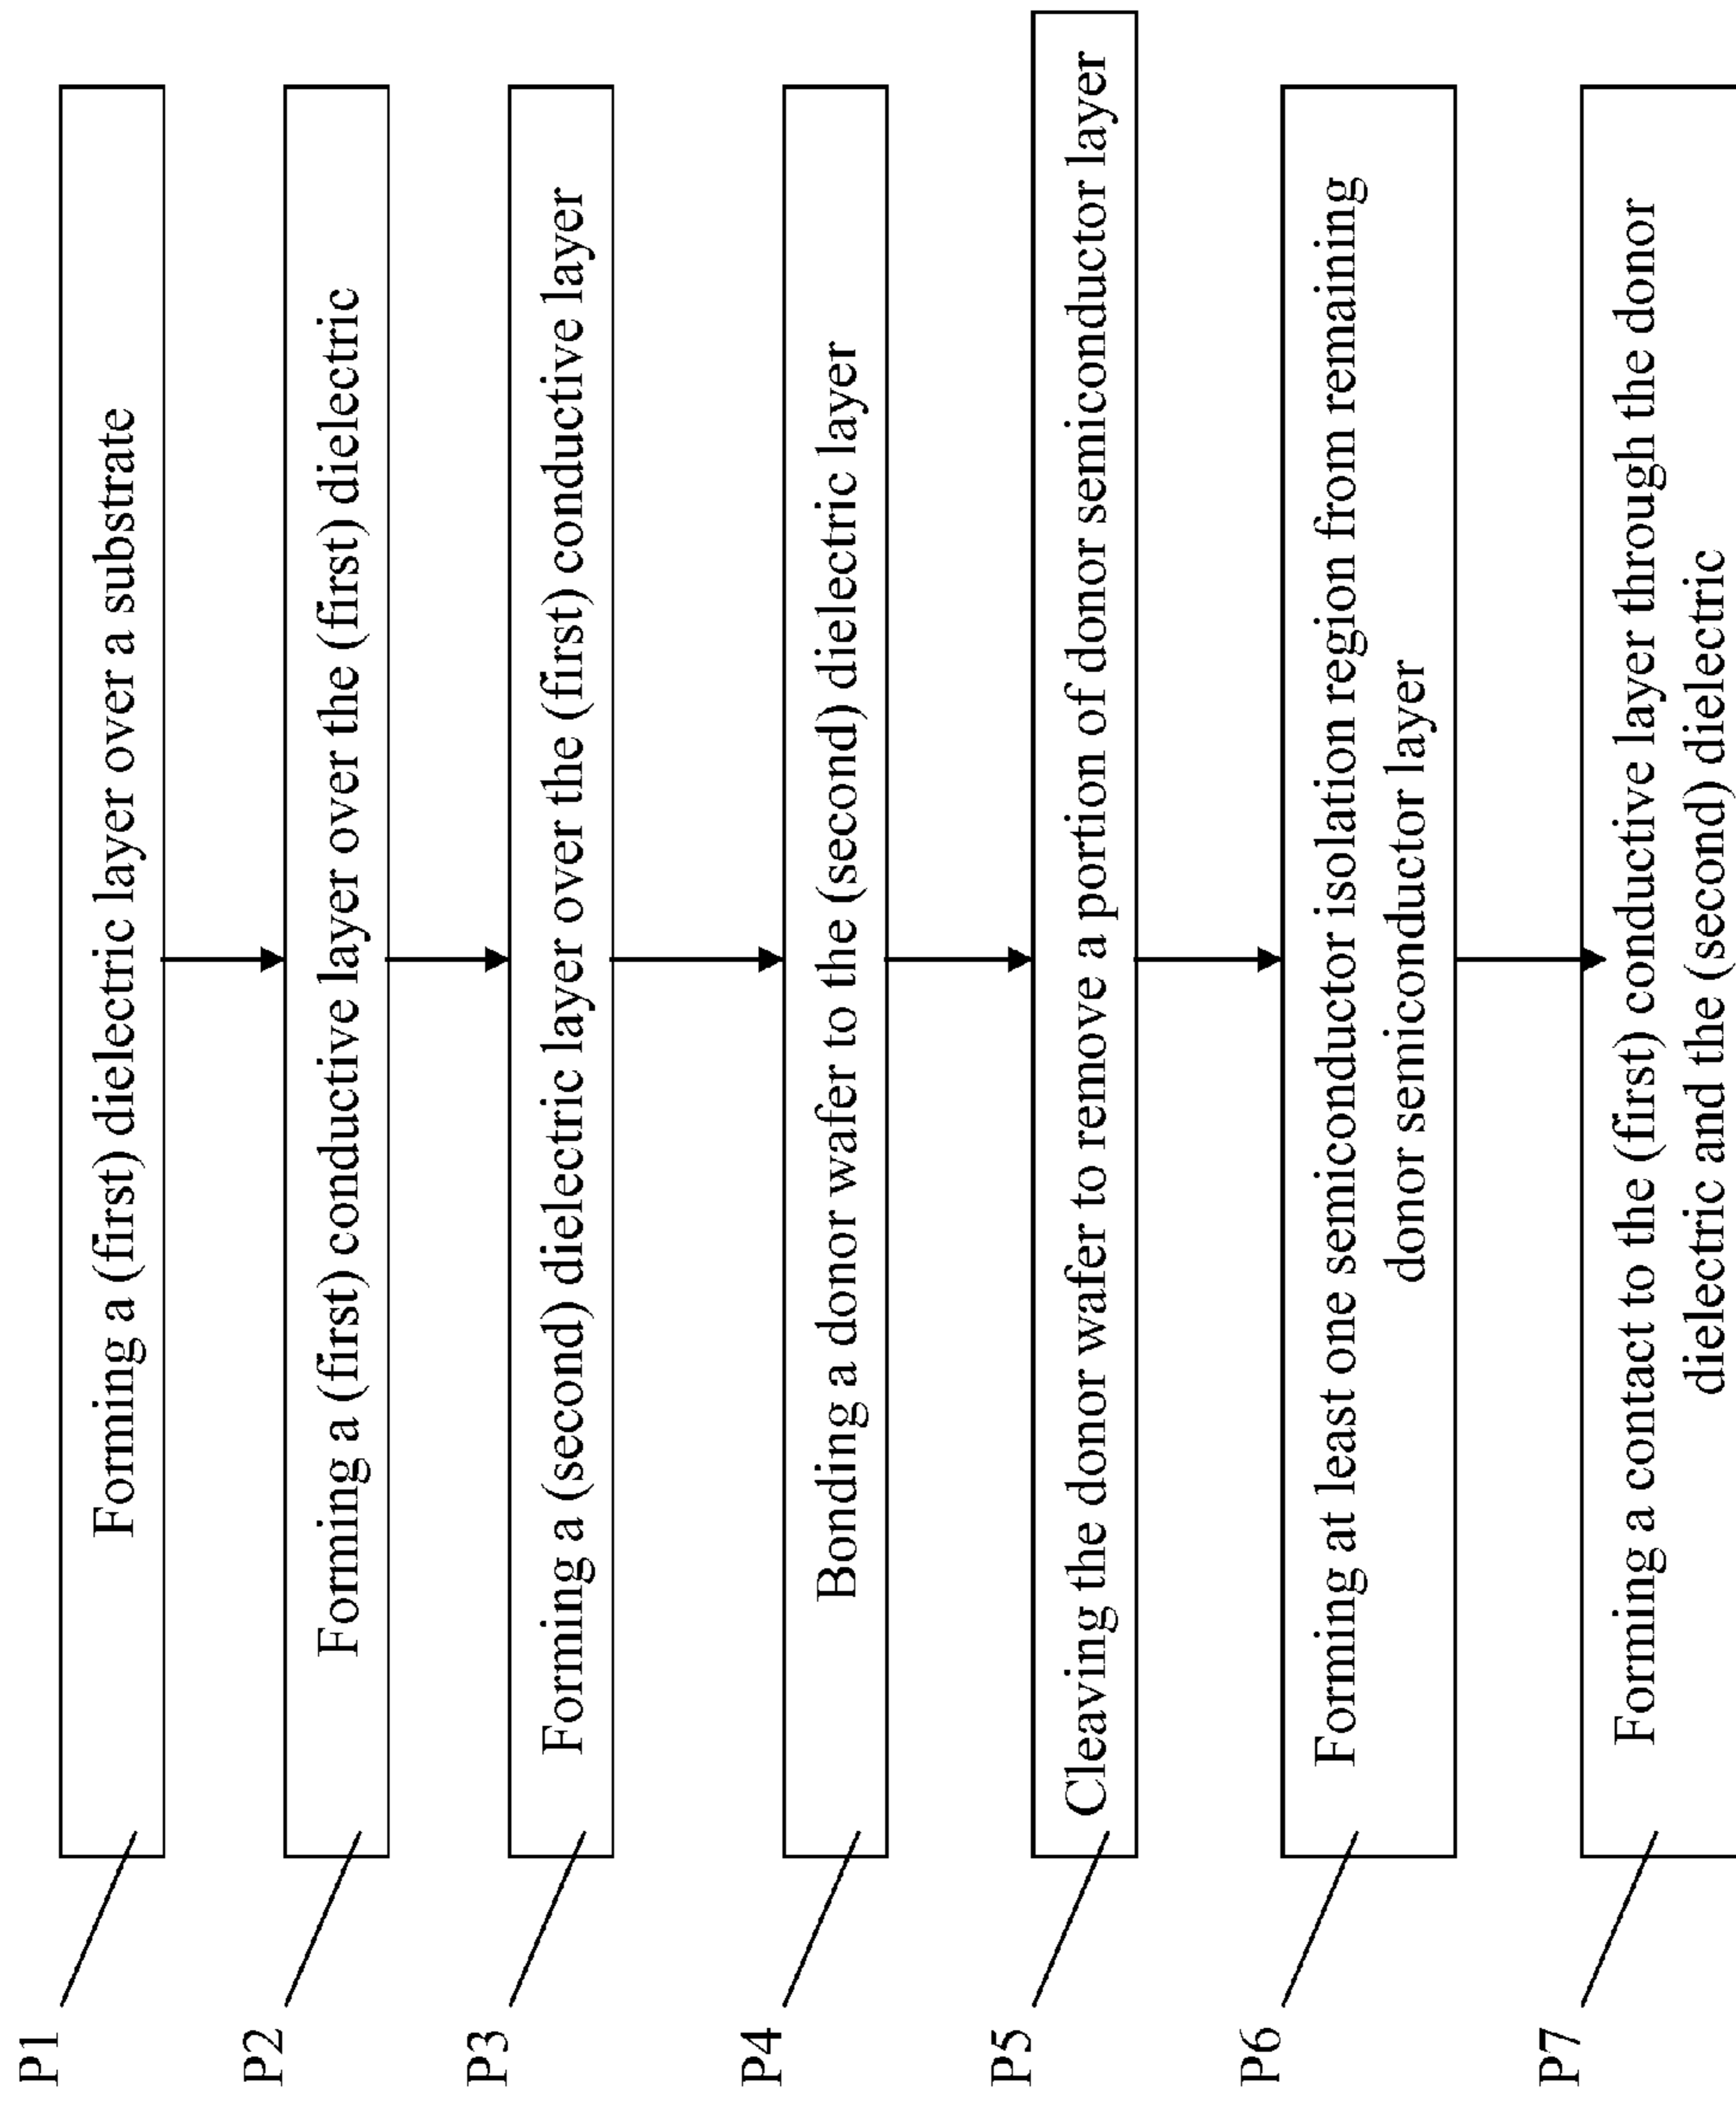 P1
Forming a (first) dielectric layer over a substrate
P2
Forming a (first) conductive layer over the (first) dielectric
P3
Forming a (second) dielectric layer over the (first) conductive layer
P4
Bonding a donor wafer to the (second) dielectric layer
P5
Cleaving the donor wafer to remove a portion of donor semiconductor layer
P6
Forming at least one semiconductor isolation region from remaining
donor semiconductor layer
P7
Forming a contact to the (first) conductive layer through the donor
dielectric and the (second) dielectric